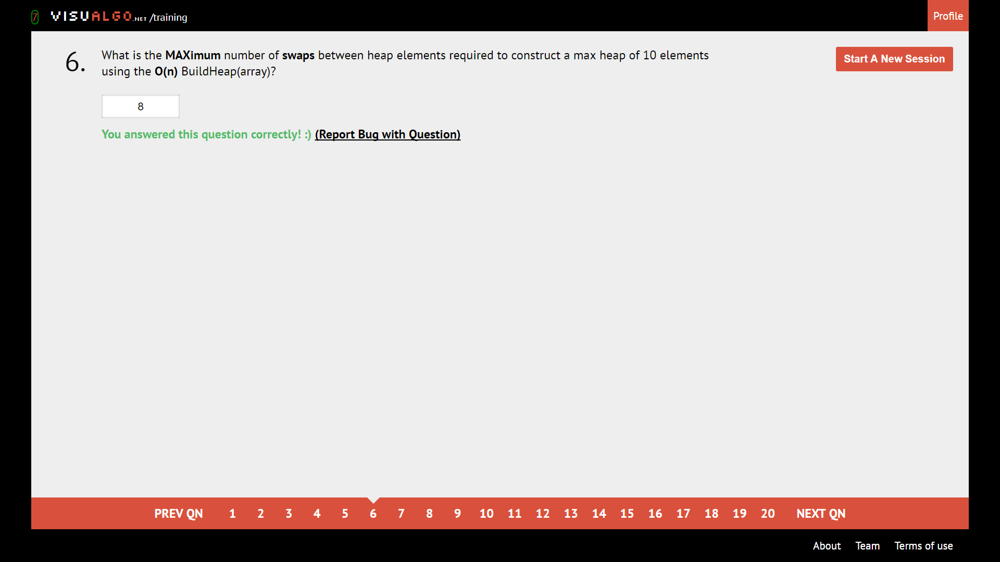 7 VISUALGO.NET /training
Profile
6.
What is the MAXimum number of swaps between heap elements required to construct a max heap of 10 elements
using the O(n) BuildHeap(array)?
Start A New Session
8
You answered this question correctly! :) (Report Bug with Question)
PREV QN 1 2 3 4 5 6 7 8 9 10 11 12 13 14 15 16 17 18 19 20 NEXT QN
About Team Terms of use